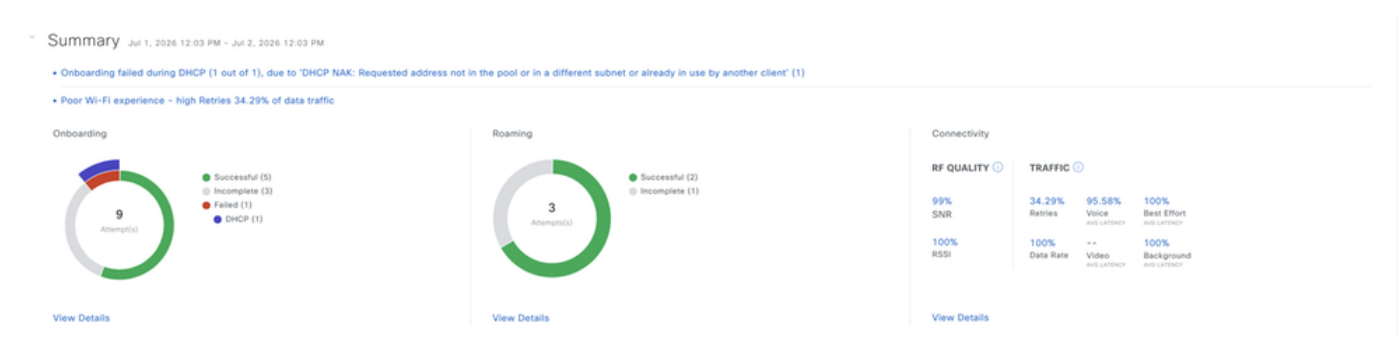 Summary Jul 1, 2026 12:03 PM - Jul 2, 2026 12:03 PM
• Onboarding failed during DHCP (1 out of 1), due to 'DHCP NAK: Requested address not in the pool or in a different subnet or already in use by another client' (1)
• Poor Wi-Fi experience - high Retries 34.29% of data traffic
Onboarding
9
Attempt(s)
Successful (5)
Incomplete (3)
Failed (1)
DHCP (1)
View Details
Roaming
3
Attempts(s)
Successful (2)
Incomplete (1)
View Details
Connectivity
RF QUALITY
99%
SNR
100%
RSSI
TRAFFIC
34.29%
Retries
95.58%
Voice
AVG LATENCY
100%
Best Effort
AVG LATENCY
100%
Data Rate
--
Video
AVG LATENCY
100%
Background
AVG LATENCY
View Details